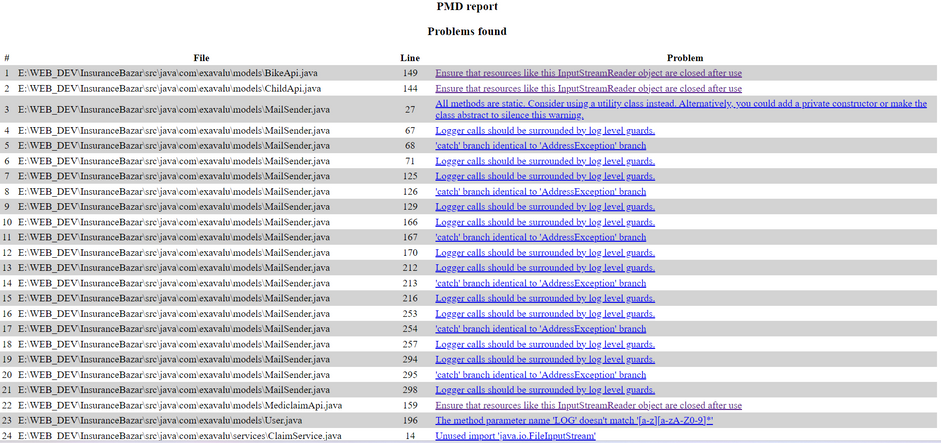 PMD report
Problems found
# File Line Problem
1 E:\WEB_DEV\InsuranceBazar\src\java\com\exavalu\models\BikeApi.java 149 Ensure that resources like this InputStreamReader object are closed after use
2 E:\WEB_DEV\InsuranceBazar\src\java\com\exavalu\models\ChildApi.java 144 Ensure that resources like this InputStreamReader object are closed after use
3 E:\WEB_DEV\InsuranceBazar\src\java\com\exavalu\models\MailSender.java 27 All methods are static. Consider using a utility class instead. Alternatively, you could add a private constructor or make the
class abstract to silence this warning.
4 E:\WEB_DEV\InsuranceBazar\src\java\com\exavalu\models\MailSender.java 67 Logger calls should be surrounded by log level guards.
5 E:\WEB_DEV\InsuranceBazar\src\java\com\exavalu\models\MailSender.java 68 'catch' branch identical to 'AddressException' branch
6 E:\WEB_DEV\InsuranceBazar\src\java\com\exavalu\models\MailSender.java 71 Logger calls should be surrounded by log level guards.
7 E:\WEB_DEV\InsuranceBazar\src\java\com\exavalu\models\MailSender.java 125 Logger calls should be surrounded by log level guards.
8 E:\WEB_DEV\InsuranceBazar\src\java\com\exavalu\models\MailSender.java 126 'catch' branch identical to 'AddressException' branch
9 E:\WEB_DEV\InsuranceBazar\src\java\com\exavalu\models\MailSender.java 129 Logger calls should be surrounded by log level guards.
10 E:\WEB_DEV\InsuranceBazar\src\java\com\exavalu\models\MailSender.java 166 Logger calls should be surrounded by log level guards.
11 E:\WEB_DEV\InsuranceBazar\src\java\com\exavalu\models\MailSender.java 167 'catch' branch identical to 'AddressException' branch
12 E:\WEB_DEV\InsuranceBazar\src\java\com\exavalu\models\MailSender.java 170 Logger calls should be surrounded by log level guards.
13 E:\WEB_DEV\InsuranceBazar\src\java\com\exavalu\models\MailSender.java 212 Logger calls should be surrounded by log level guards.
14 E:\WEB_DEV\InsuranceBazar\src\java\com\exavalu\models\MailSender.java 213 'catch' branch identical to 'AddressException' branch
15 E:\WEB_DEV\InsuranceBazar\src\java\com\exavalu\models\MailSender.java 216 Logger calls should be surrounded by log level guards.
16 E:\WEB_DEV\InsuranceBazar\src\java\com\exavalu\models\MailSender.java 253 Logger calls should be surrounded by log level guards.
17 E:\WEB_DEV\InsuranceBazar\src\java\com\exavalu\models\MailSender.java 254 'catch' branch identical to 'AddressException' branch
18 E:\WEB_DEV\InsuranceBazar\src\java\com\exavalu\models\MailSender.java 257 Logger calls should be surrounded by log level guards.
19 E:\WEB_DEV\InsuranceBazar\src\java\com\exavalu\models\MailSender.java 294 Logger calls should be surrounded by log level guards.
20 E:\WEB_DEV\InsuranceBazar\src\java\com\exavalu\models\MailSender.java 295 'catch' branch identical to 'AddressException' branch
21 E:\WEB_DEV\InsuranceBazar\src\java\com\exavalu\models\MailSender.java 298 Logger calls should be surrounded by log level guards.
22 E:\WEB_DEV\InsuranceBazar\src\java\com\exavalu\models\MediclaimApi.java 159 Ensure that resources like this InputStreamReader object are closed after use
23 E:\WEB_DEV\InsuranceBazar\src\java\com\exavalu\models\User.java 196 The method parameter name 'LOG' doesn't match '[a-z][a-zA-Z0-9]*'
24 E:\WEB_DEV\InsuranceBazar\src\java\com\exavalu\services\ClaimService.java 14 Unused import 'java.io.FileInputStream'